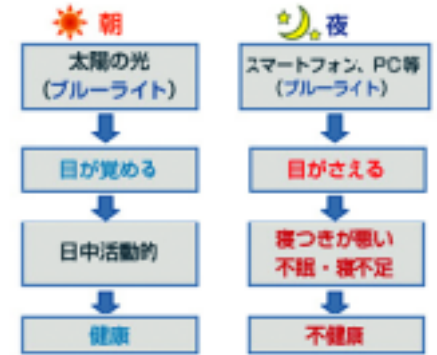 朝
太陽の光
(ブルーライト)
目が覚める
日中活動的
健康
夜
スマートフォン、PC等
(ブルーライト)
目がさえる
寝つきが悪い
不眠・寝不足
不健康